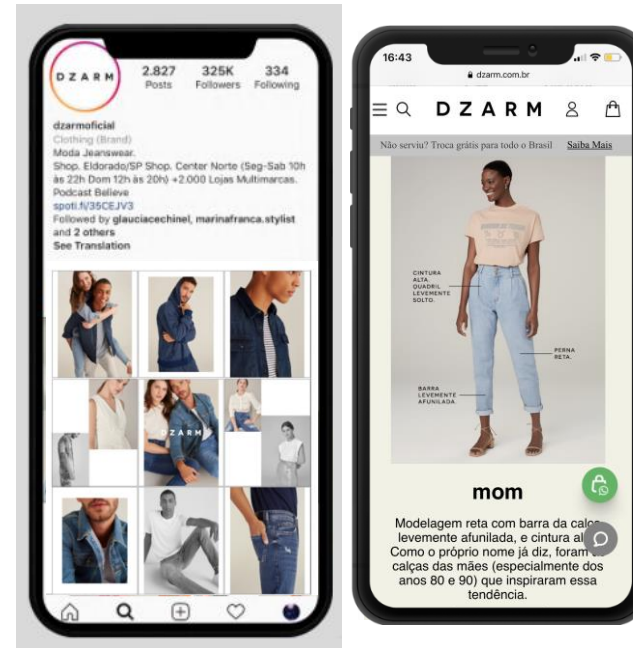 DZARM
2.827 325K 334
Posts Followers Following
dzarmoficial
Clothing (Brand)
Moda Jeanswear.
Shop. Eldorado/SP Shop. Center Norte (Seg-Sab 10h
às 22h Dom 12h às 20h) +2.000 Lojas Multimarcas.
Podcast Believe
spoti.fi/35CEJV3
Followed by glauciacechinel, marinafranca.stylist
and 2 others
See Translation
DZARM
16:43
dzarm.com.br
DZARM
Não serviu? Troca grátis para todo o Brasil Saiba Mais
CINTURA
ALTA.
QUADRIL
LEVEMENTE
SOLTO.
PERNA
RETA.
BARRA
LEVEMENTE
AFUNILADA.
mom
Modelagem reta com barra da
levemente afunilada, e cintura
Como o próprio nome já diz, foram
calças das mães (especialmente dos
anos 80 e 90) que inspiraram essa
tendência.